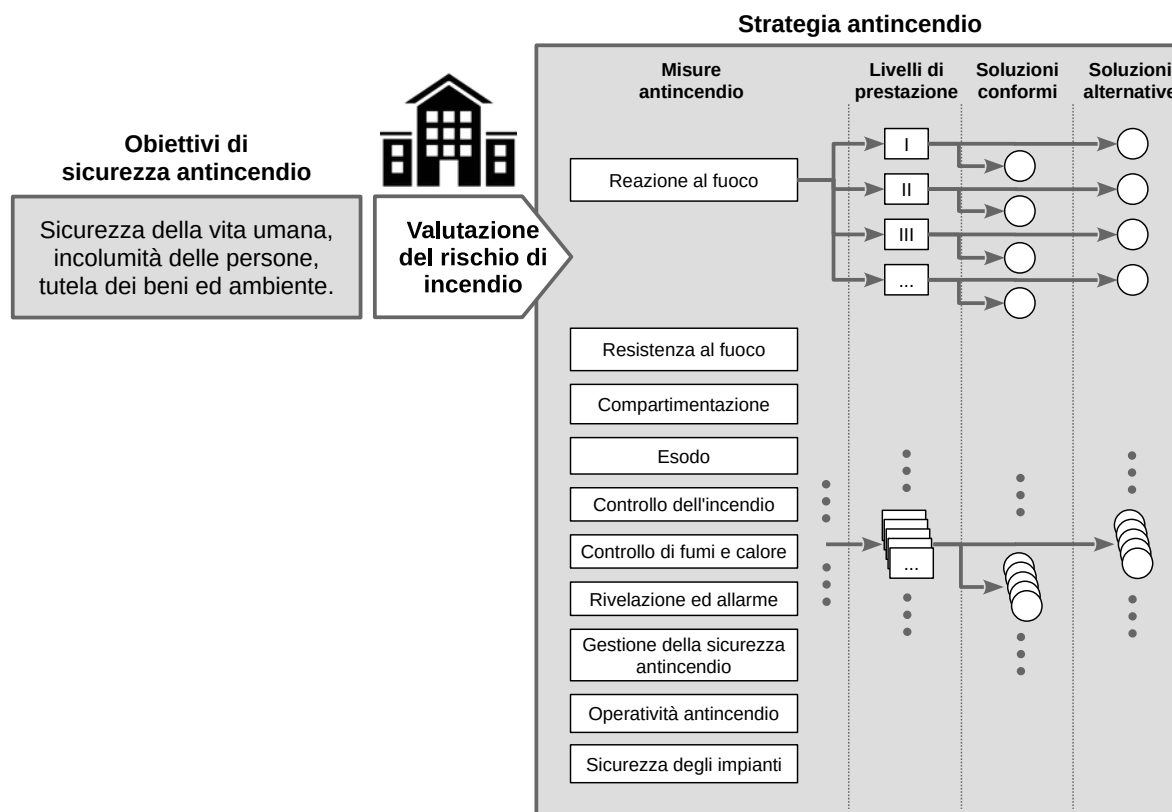 Strategia antincendio
Misure
antincendio
Livelli di
prestazione
Soluzioni
conformi
Soluzioni
alternative
Obiettivi di
sicurezza antincendio
Sicurezza della vita umana,
incolumità delle persone,
tutela dei beni ed ambiente.
Valutazione
del rischio di
incendio
Reazione al fuoco
I
II
III
...
Resistenza al fuoco
Compartimentazione
Esodo
Controllo dell'incendio
Controllo di fumi e calore
...
Rivelazione ed allarme
Gestione della sicurezza
antincendio
Operatività antincendio
Sicurezza degli impianti